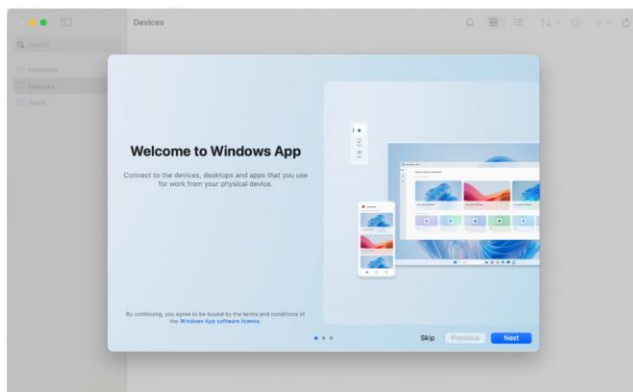 Devices
Search
Favorites
Devices
Apps
Welcome to Windows App
Connect to the devices, desktops and apps that you use
for work from your physical device.
By continuing, you agree to be bound by the terms and conditions of
the Windows App software license.
Skip
Previous
Next